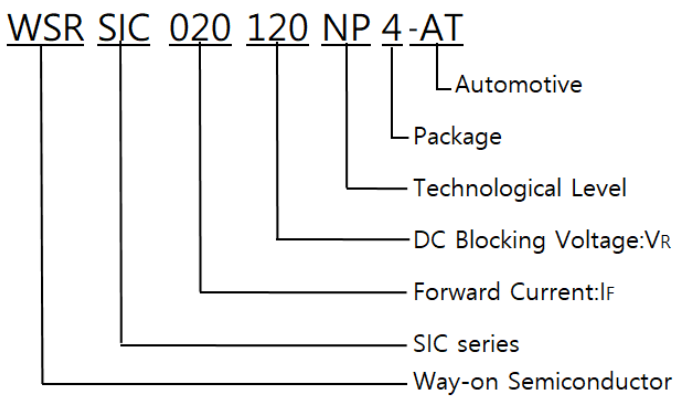 WSR SIC 020 120 NP 4 -AT
Automotive
Package
Technological Level
DC Blocking Voltage:VR
Forward Current:IF
SIC series
Way-on Semiconductor